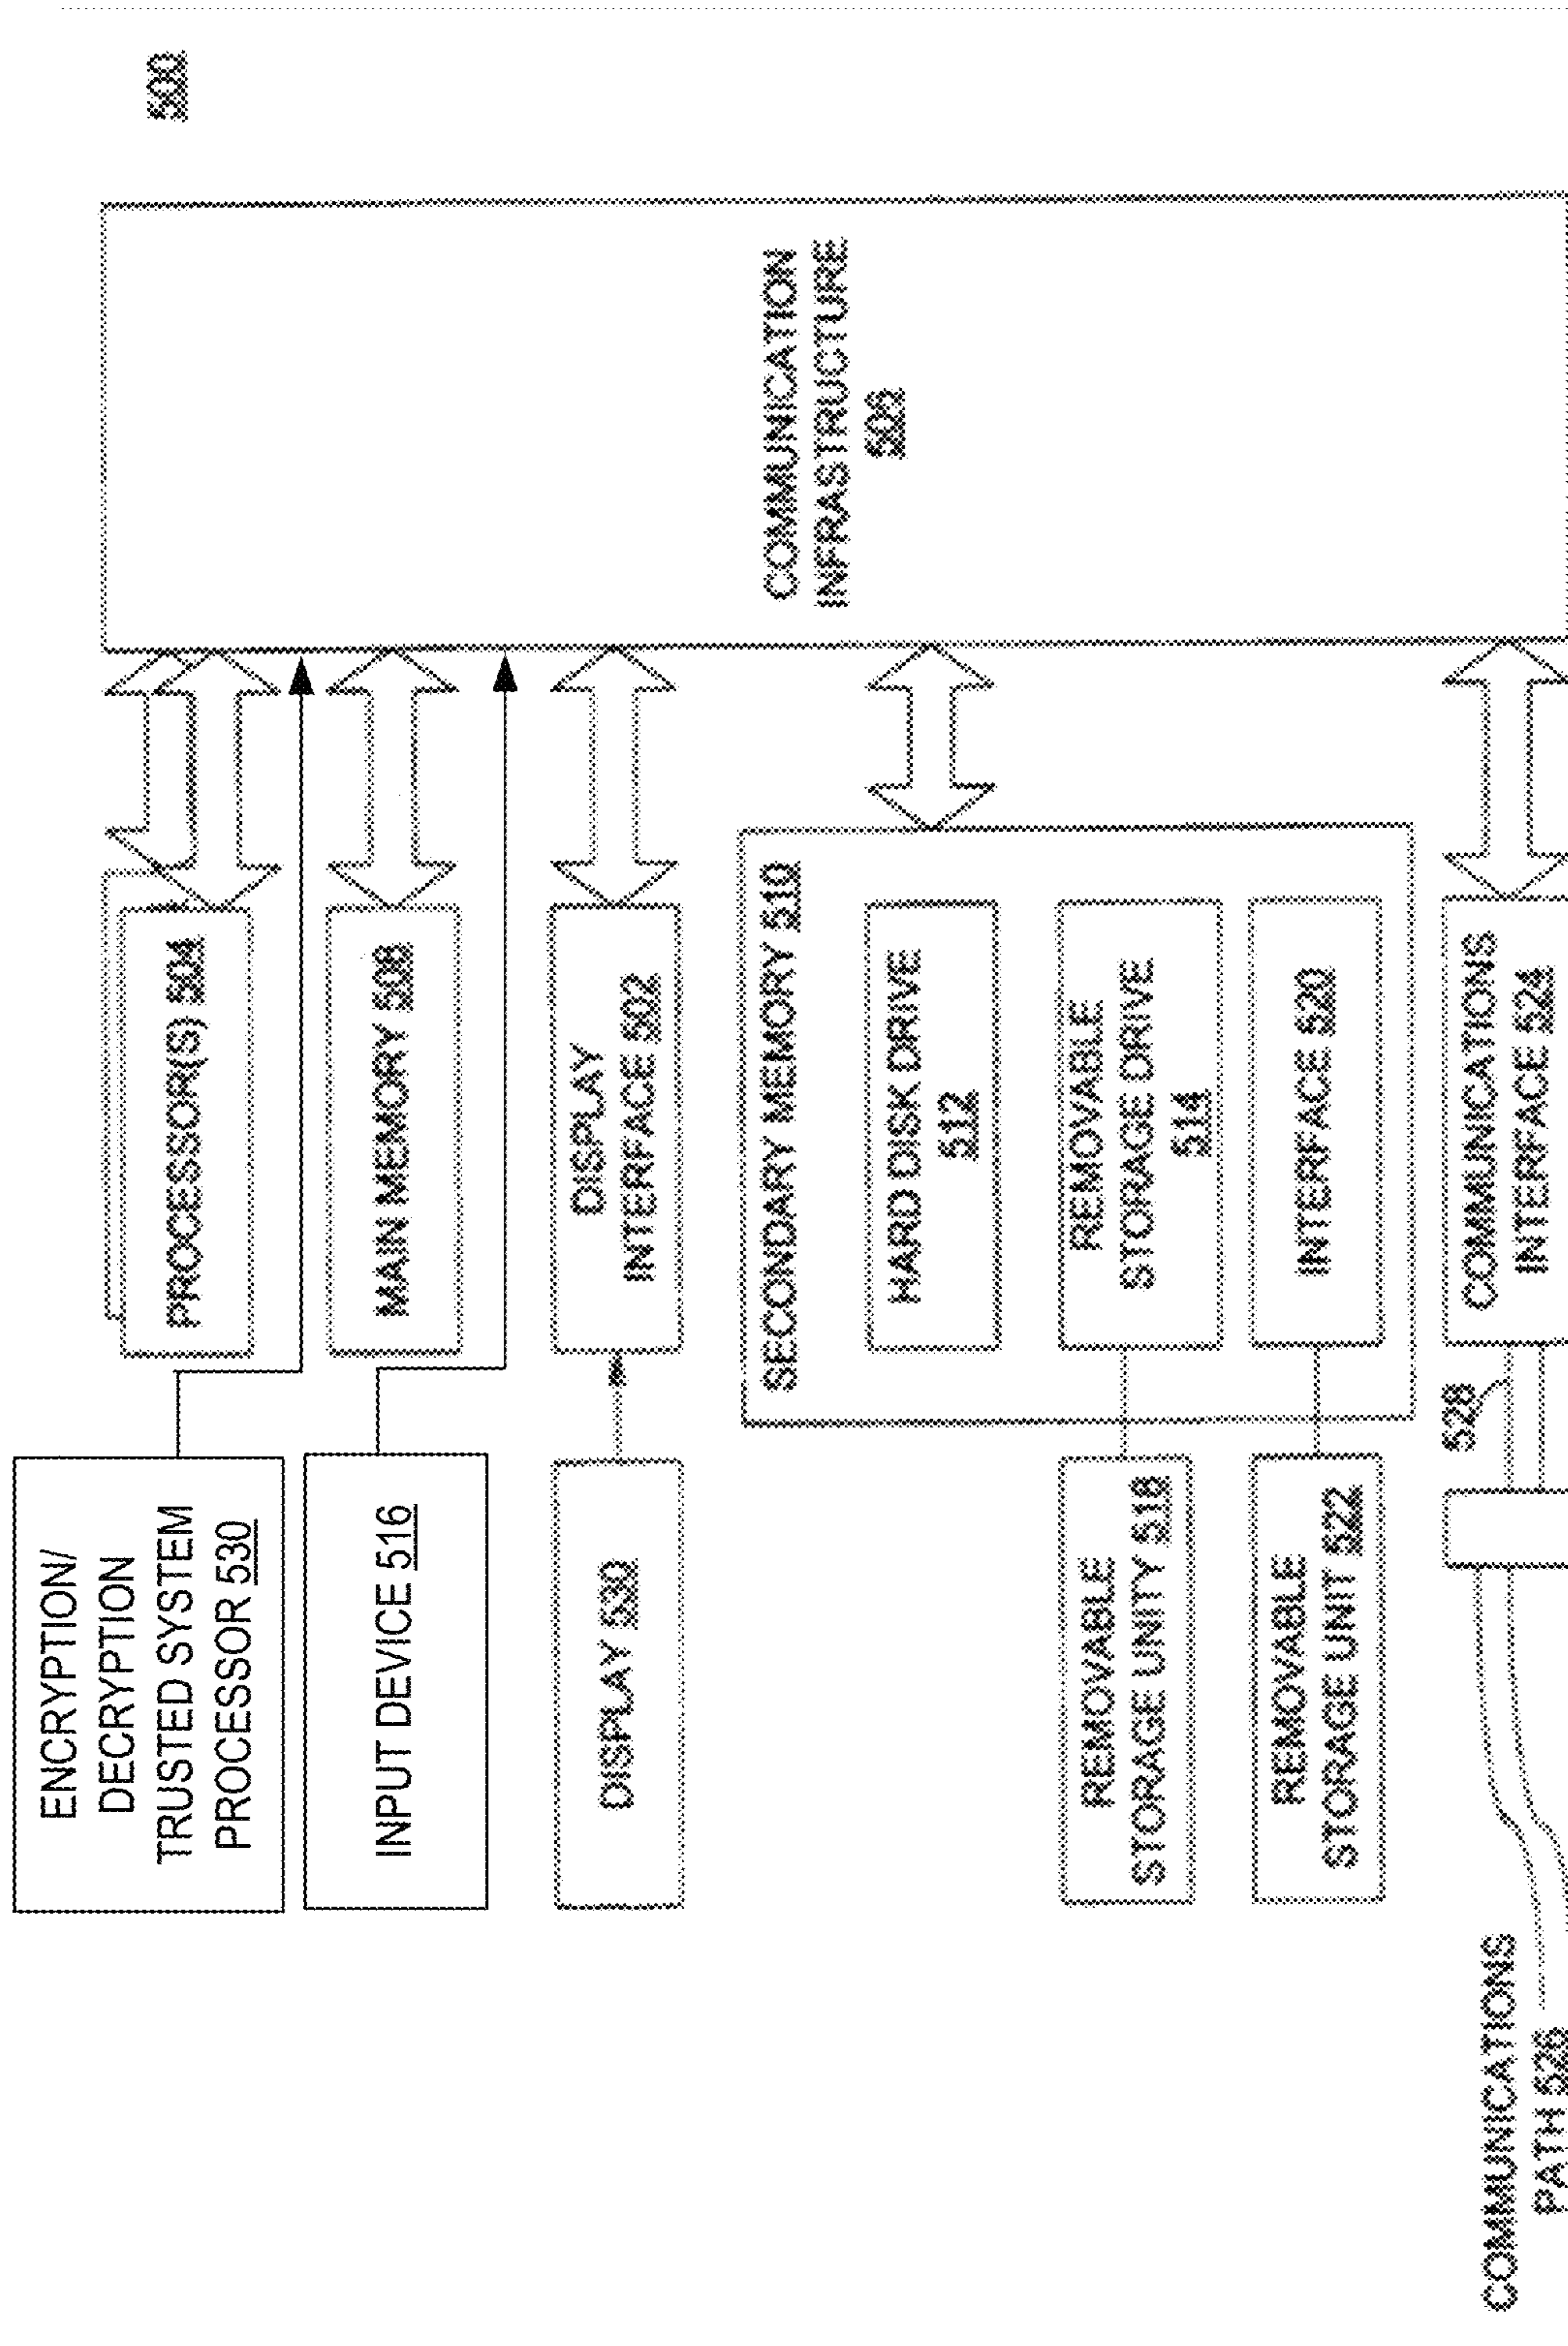 500
COMMUNICATION
INFRASTRUCTURE
506
PROCESSOR(S) 504
MAIN MEMORY 508
DISPLAY
INTERFACE 502
SECONDARY MEMORY 510
HARD DISK DRIVE
512
REMOVABLE
STORAGE DRIVE
514
INTERFACE 520
COMMUNICATIONS
INTERFACE 524
ENCRYPTION/
DECRYPTION
TRUSTED SYSTEM
PROCESSOR 530
INPUT DEVICE 516
DISPLAY 530
REMOVABLE
STORAGE UNITY 518
REMOVABLE
STORAGE UNIT 522
528
COMMUNICATIONS
PATH 526